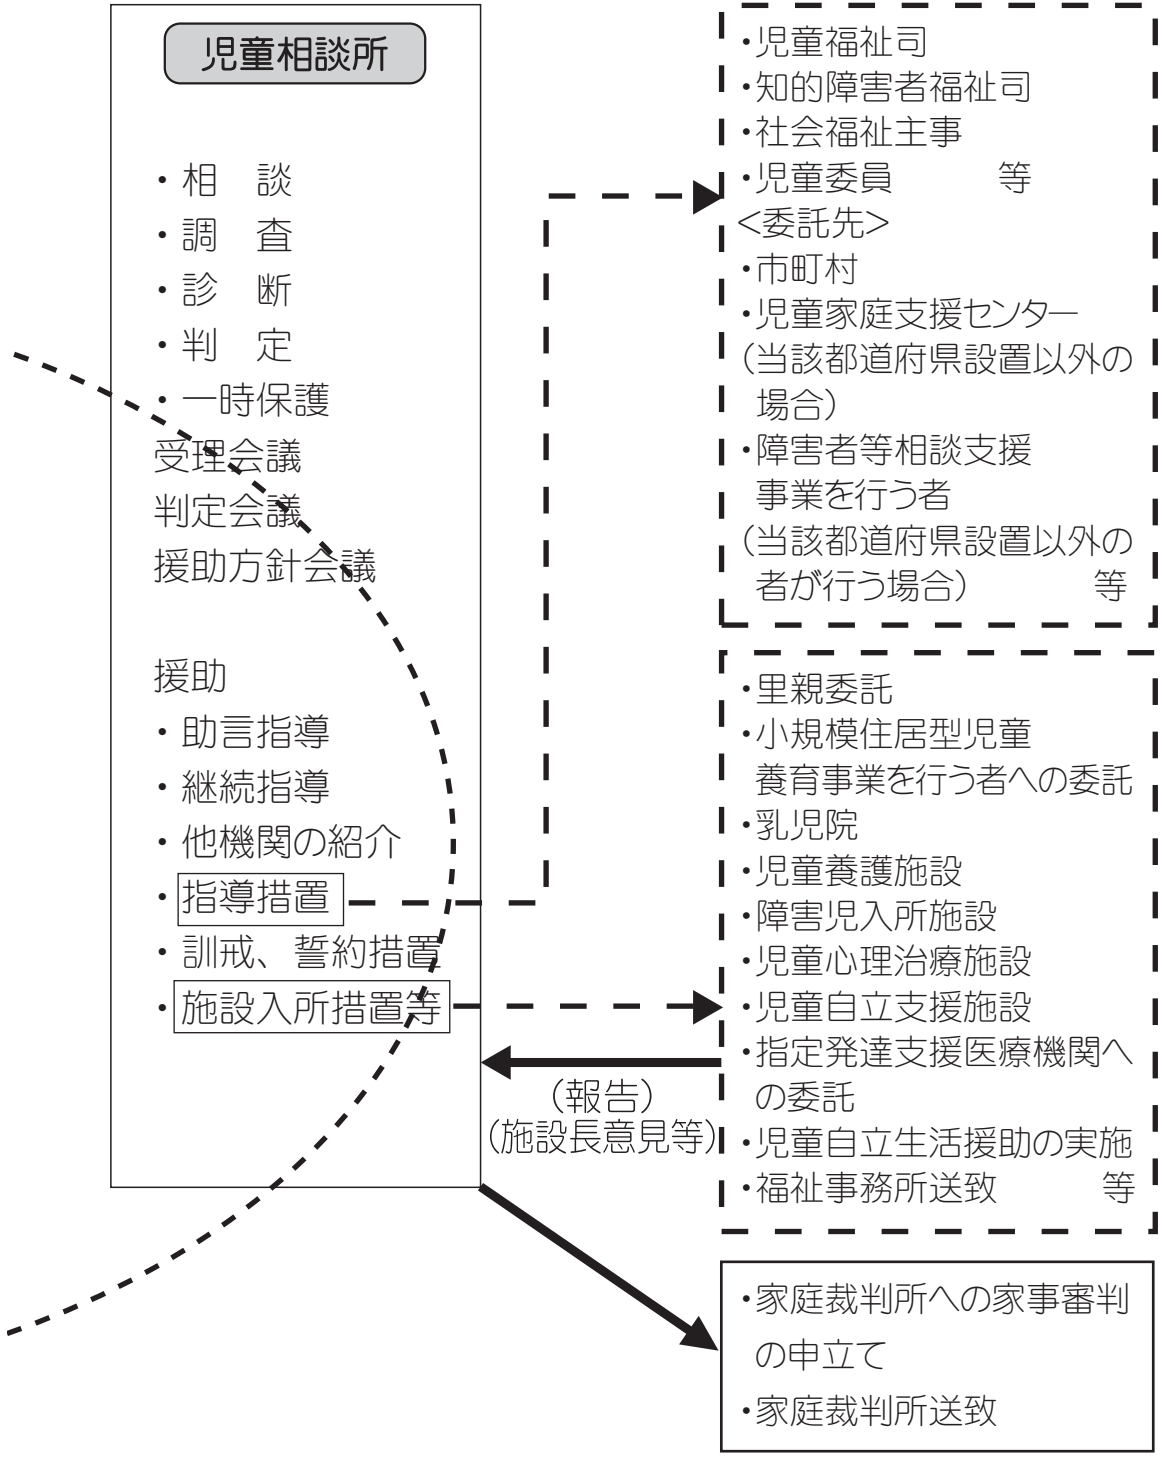 児童相談所
・相　談
・調　査
・診　断
・判　定
・一時保護
受理会議
判定会議
援助方針会議
援助
・助言指導
・継続指導
・他機関の紹介
・指導措置
・訓戒、誓約措置
・施設入所措置等
・児童福祉司
・知的障害者福祉司
・社会福祉主事
・児童委員　　　等
<委託先>
・市町村
・児童家庭支援センター
(当該都道府県設置以外の
場合)
・障害者等相談支援
事業を行う者
(当該都道府県設置以外の
者が行う場合)　　　　等
・里親委託
・小規模住居型児童
養育事業を行う者への委託
・乳児院
・児童養護施設
・障害児入所施設
・児童心理治療施設
・児童自立支援施設
・指定発達支援医療機関へ
の委託
・児童自立生活援助の実施
・福祉事務所送致　　　等
(報告)
(施設長意見等)
・家庭裁判所への家事審判
の申立て
・家庭裁判所送致